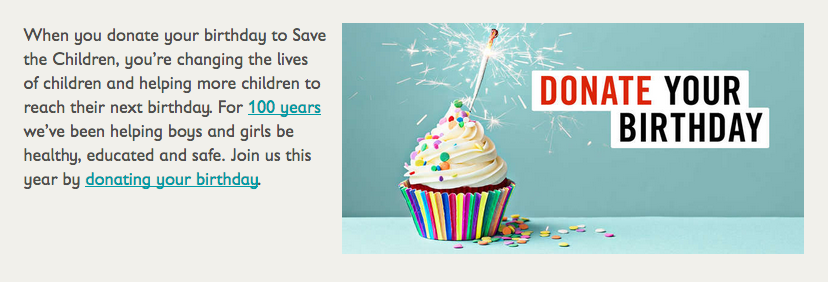 When you donate your birthday to Save
the Children, you’re changing the lives
of children and helping more children to
reach their next birthday. For 100 years
we’ve been helping boys and girls be
healthy, educated and safe. Join us this
year by donating your birthday.
DONATE YOUR
BIRTHDAY